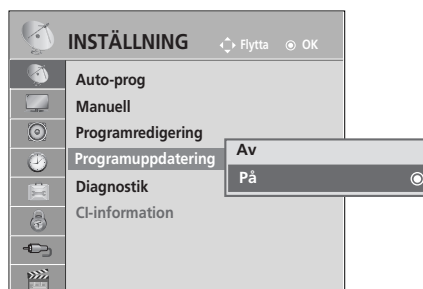 INSTÄLLNING
Flytta OK
Auto-prog
Manuell
Programredigering
Programuppdatering
Av
På
Diagnostik
CI-information